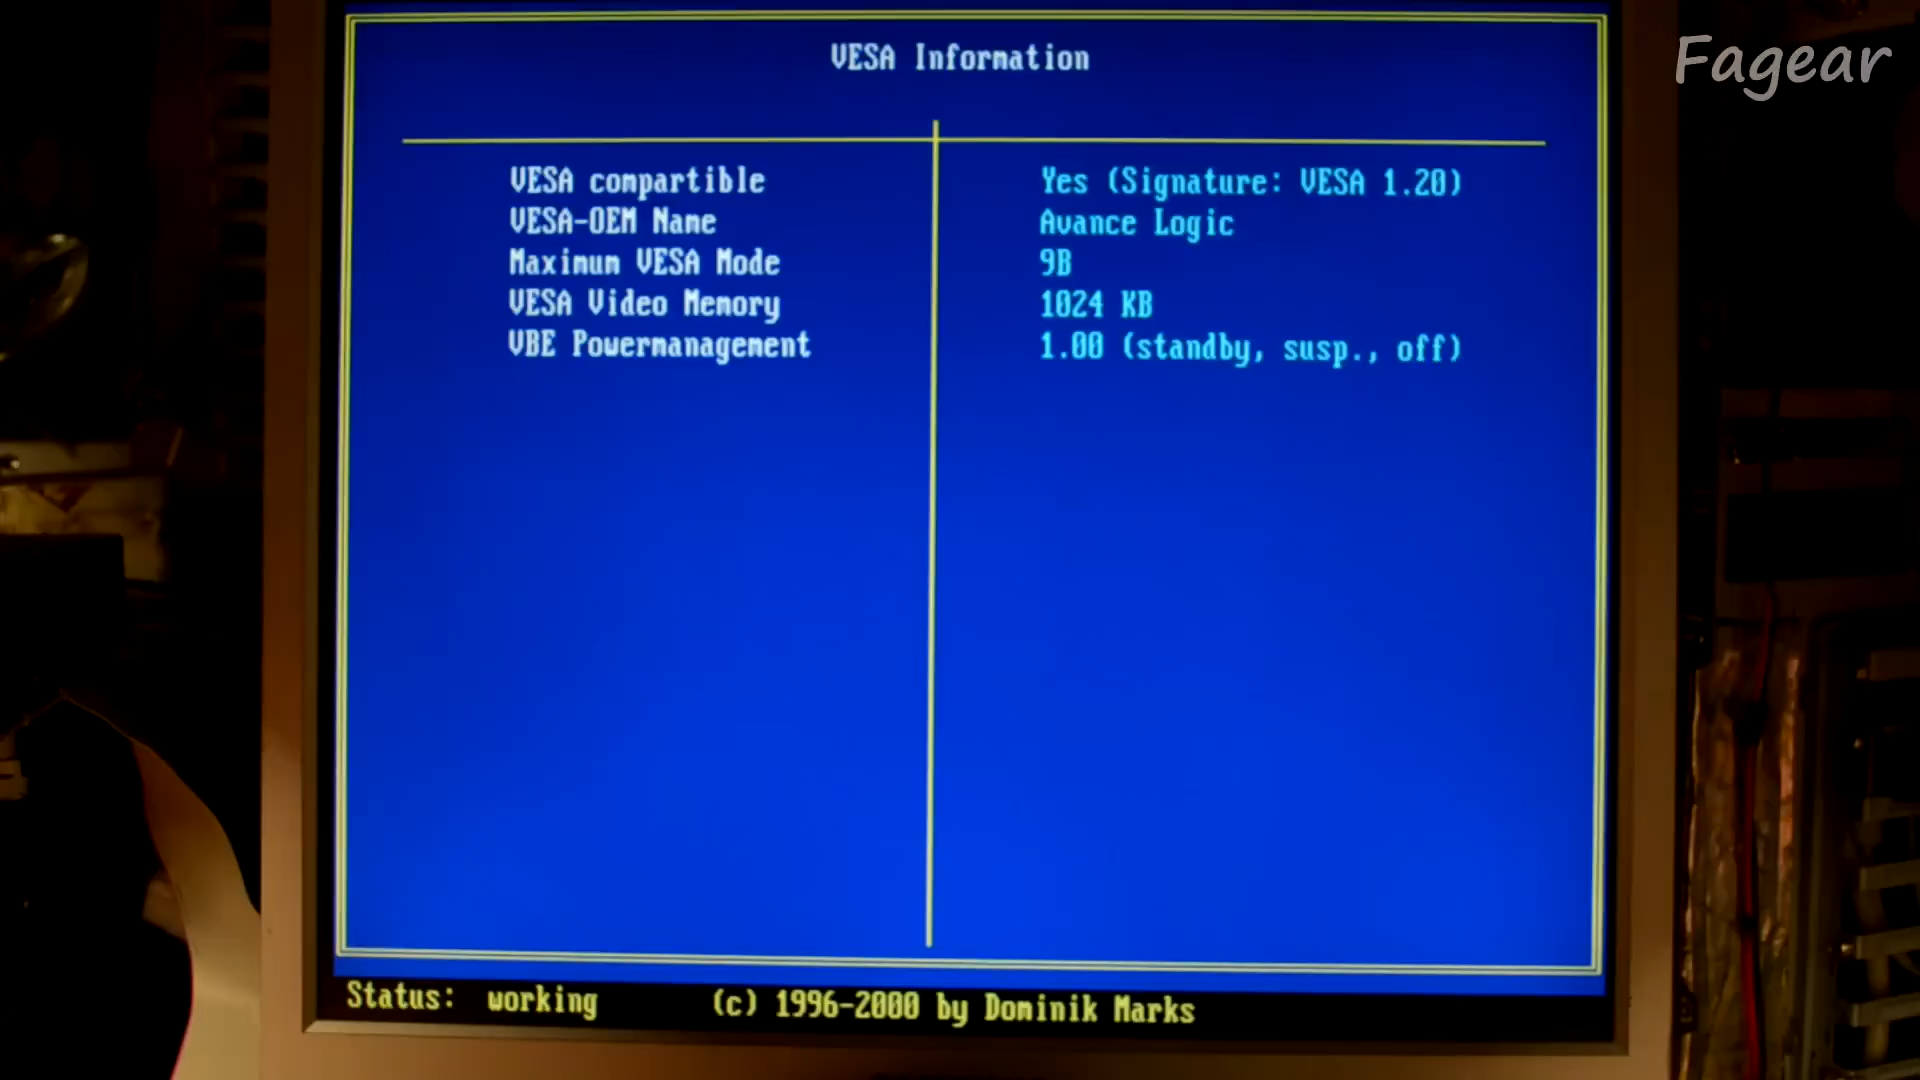 Fagear
VESA Information
VESA compartible Yes (Signature: VESA 1.20)
VESA-OEM Name Avance Logic
Maximum VESA Mode 9B
VESA Video Memory 1024 KB
VBE Powermanagement 1.00 (standby, susp., off)
Status: working (c) 1996-2000 by Dominik Marks